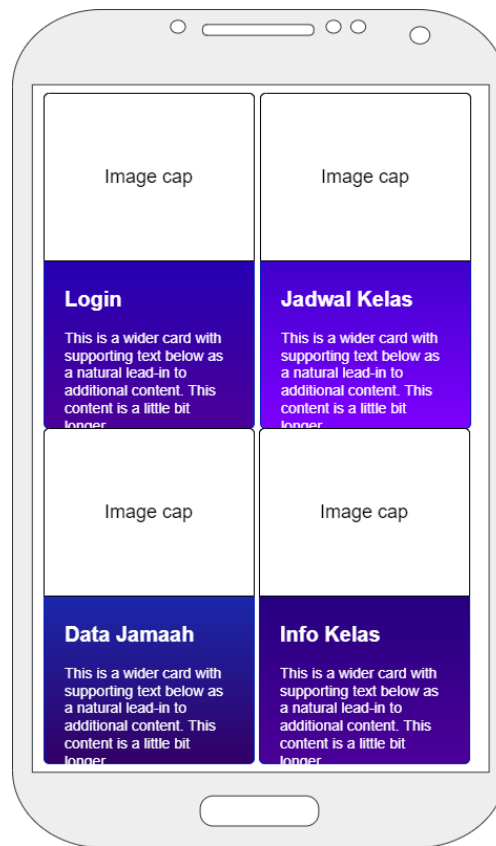 Image cap
Image cap
Login
This is a wider card with
supporting text below as
a natural lead-in to
additional content. This
content is a little bit
longer
Jadwal Kelas
This is a wider card with
supporting text below as
a natural lead-in to
additional content. This
content is a little bit
longer
Image cap
Image cap
Data Jamaah
This is a wider card with
supporting text below as
a natural lead-in to
additional content. This
content is a little bit
longer
Info Kelas
This is a wider card with
supporting text below as
a natural lead-in to
additional content. This
content is a little bit
longer